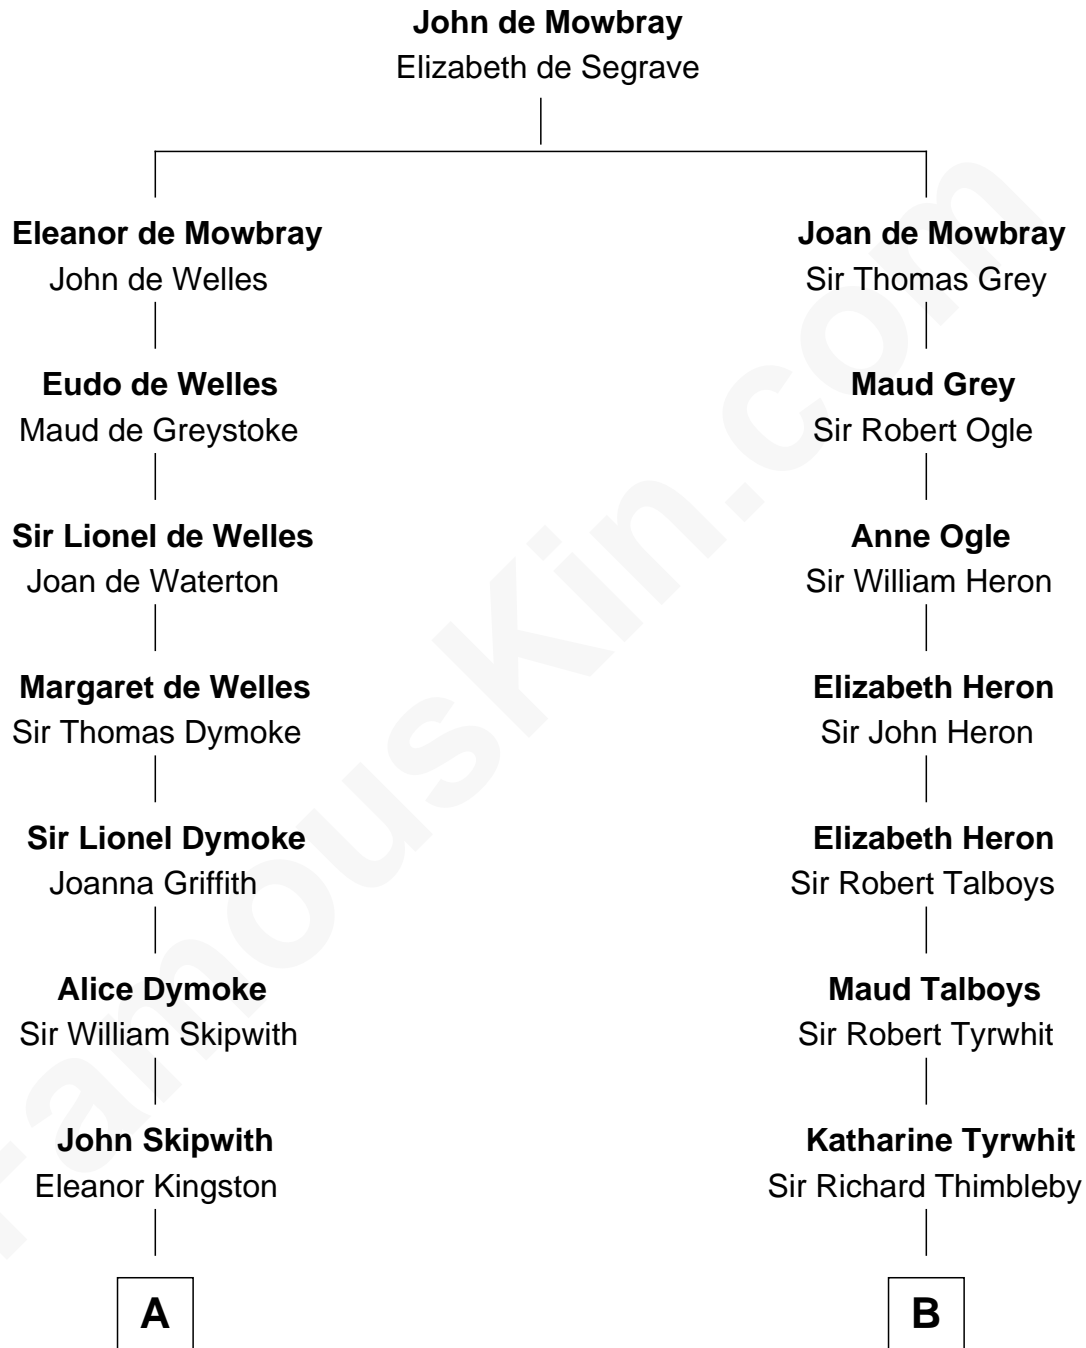 John de Mowbray
Elizabeth de Segrave
Eleanor de Mowbray
John de Welles
Joan de Mowbray
Sir Thomas Grey
Eudo de Welles
Maud de Greystoke
Maud Grey
Sir Robert Ogle
Sir Lionel de Welles
Joan de Waterton
Anne Ogle
Sir William Heron
Margaret de Welles
Sir Thomas Dymoke
Elizabeth Heron
Sir John Heron
Sir Lionel Dymoke
Joanna Griffith
Elizabeth Heron
Sir Robert Talboys
Alice Dymoke
Sir William Skipwith
Maud Talboys
Sir Robert Tyrwhit
John Skipwith
Eleanor Kingston
Katharine Tyrwhit
Sir Richard Thimbleby
A
B
FamousKin.com